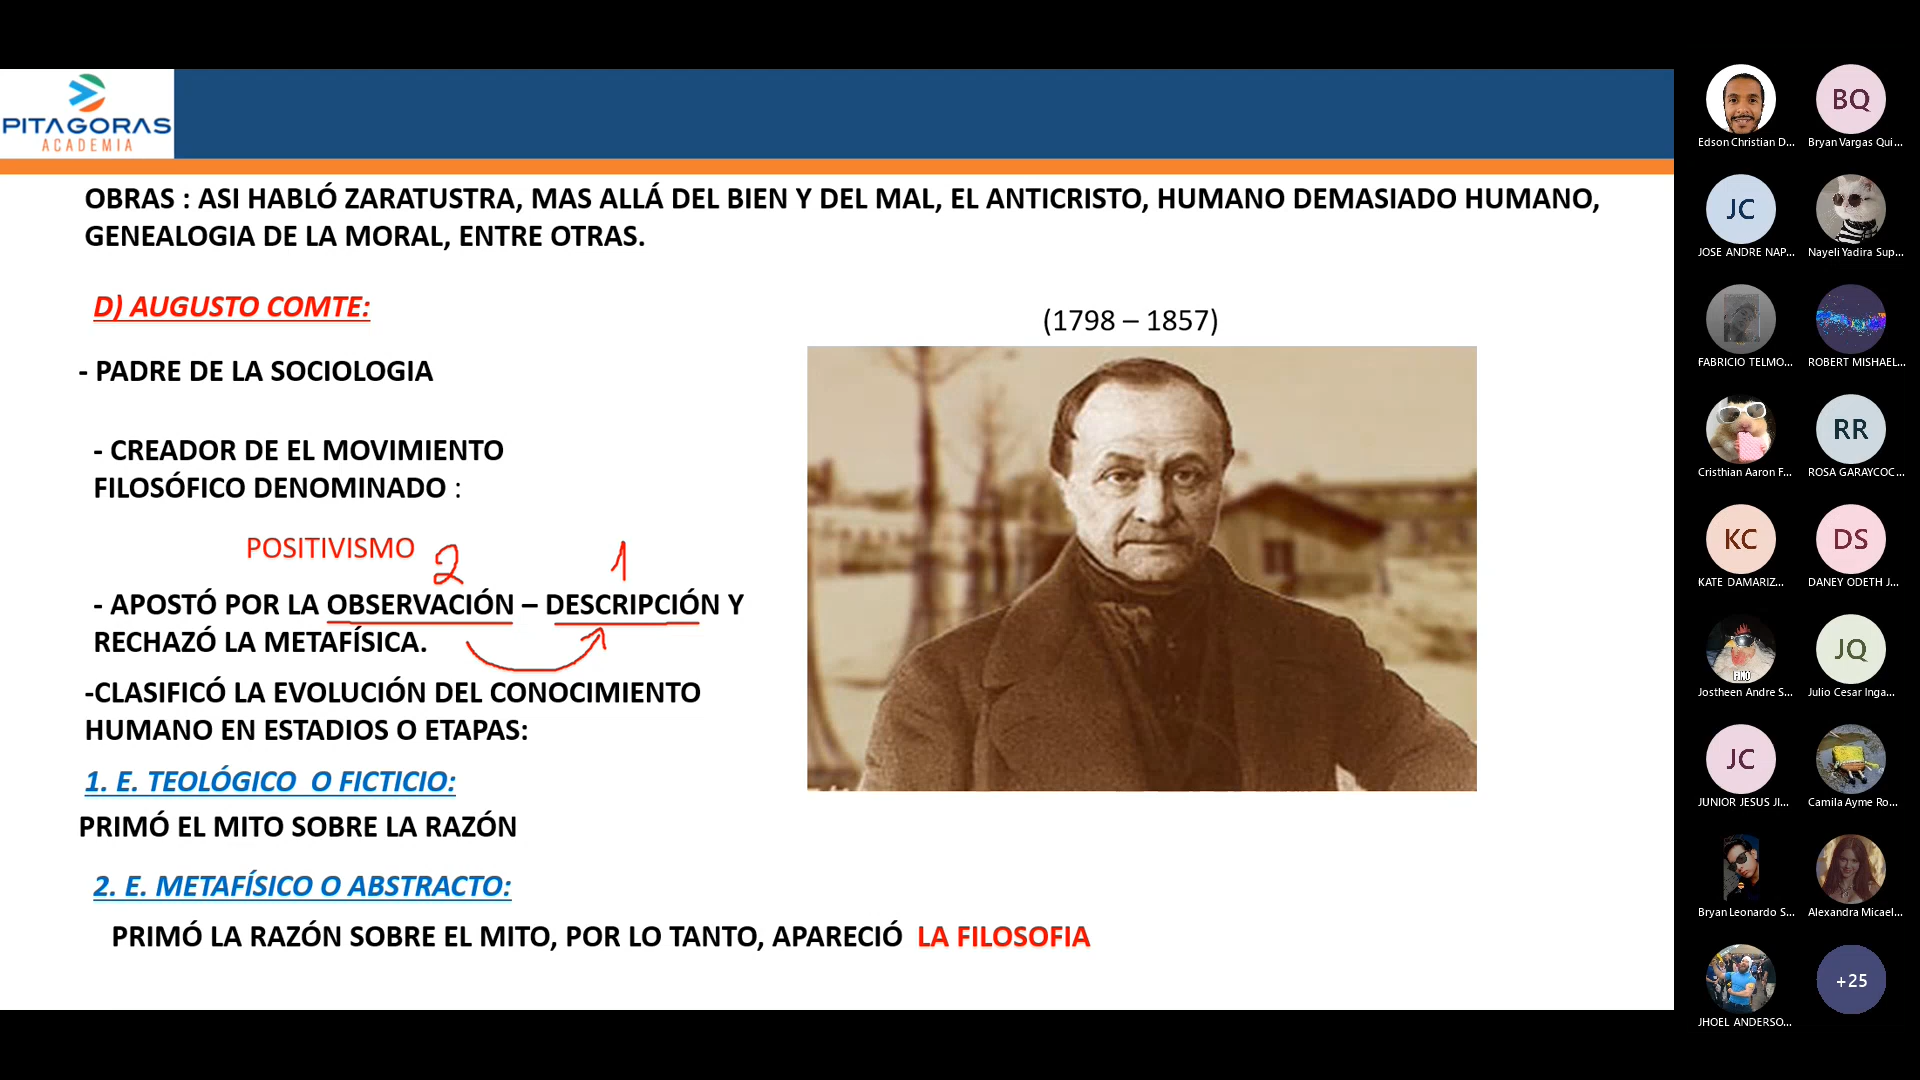 PITAGORAS
ACADEMIA
OBRAS : ASI HABLÓ ZARATUSTRA, MAS ALLÁ DEL BIEN Y DEL MAL, EL ANTICRISTO, HUMANO DEMASIADO HUMANO,
GENEALOGIA DE LA MORAL, ENTRE OTRAS.
D) AUGUSTO COMTE:
(1798 – 1857)
- PADRE DE LA SOCIOLOGIA
- CREADOR DE EL MOVIMIENTO
FILOSÓFICO DENOMINADO :
POSITIVISMO
2 1
- APOSTÓ POR LA OBSERVACIÓN – DESCRIPCIÓN Y
RECHAZÓ LA METAFÍSICA.
-CLASIFICÓ LA EVOLUCIÓN DEL CONOCIMIENTO
HUMANO EN ESTADIOS O ETAPAS:
1. E. TEOLÓGICO O FICTICIO:
PRIMÓ EL MITO SOBRE LA RAZÓN
2. E. METAFÍSICO O ABSTRACTO:
PRIMÓ LA RAZÓN SOBRE EL MITO, POR LO TANTO, APARECIÓ LA FILOSOFIA
Edson Christian D...
BQ
Bryan Vargas Qui...
JC
JOSE ANDRE NAP...
Nayeli Yadira Sup...
FABRICIO TELMO...
ROBERT MISHAEL...
Cristhian Aaron F...
RR
ROSA GARAYCOC...
KC
KATE DAMARIZ...
DS
DANEY ODETH J...
FINO
Jostheen Andre S...
JQ
Julio Cesar Inga...
JC
JUNIOR JESUS JI...
Camila Ayme Ro...
Bryan Leonardo S...
Alexandra Micael...
JHOEL ANDERSO...
+25